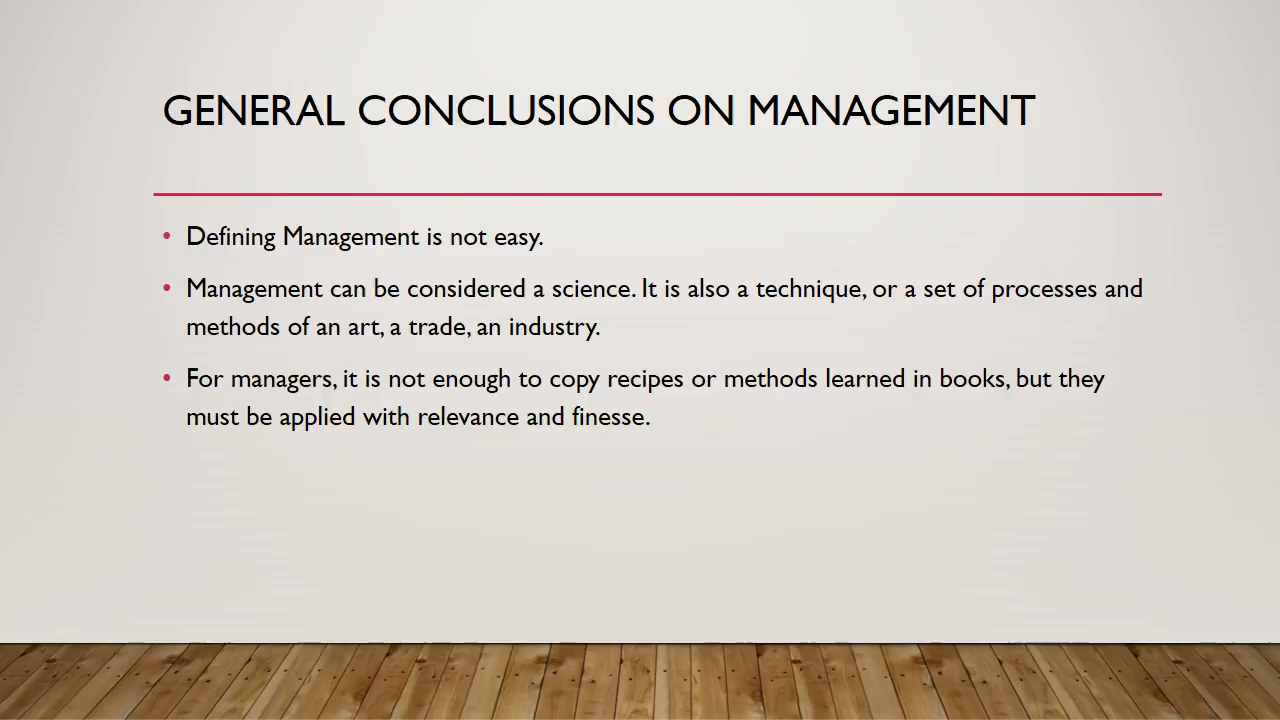 GENERAL CONCLUSIONS ON MANAGEMENT
• Defining Management is not easy.
• Management can be considered a science. It is also a technique, or a set of processes and
methods of an art, a trade, an industry.
• For managers, it is not enough to copy recipes or methods learned in books, but they
must be applied with relevance and finesse.